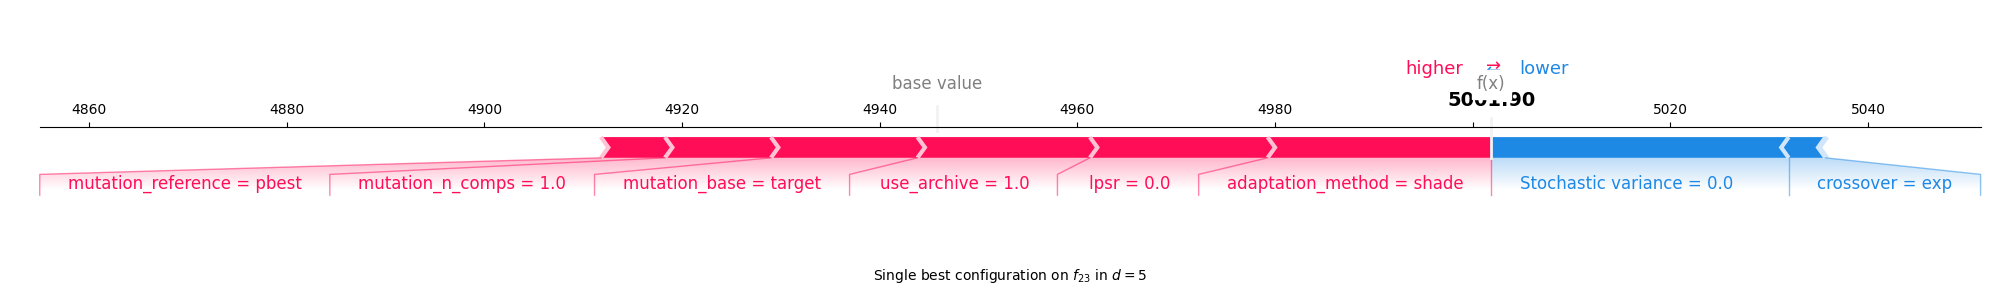 higher ⇄ lower
base value f(x)
4860 4880 4900 4920 4940 4960 4980 5001.90 5020 5040
mutation_reference = pbest mutation_n_comps = 1.0 mutation_base = target use_archive = 1.0 lpsr = 0.0 adaptation_method = shade Stochastic variance = 0.0 crossover = exp
Single best configuration on f₂₃ in d = 5